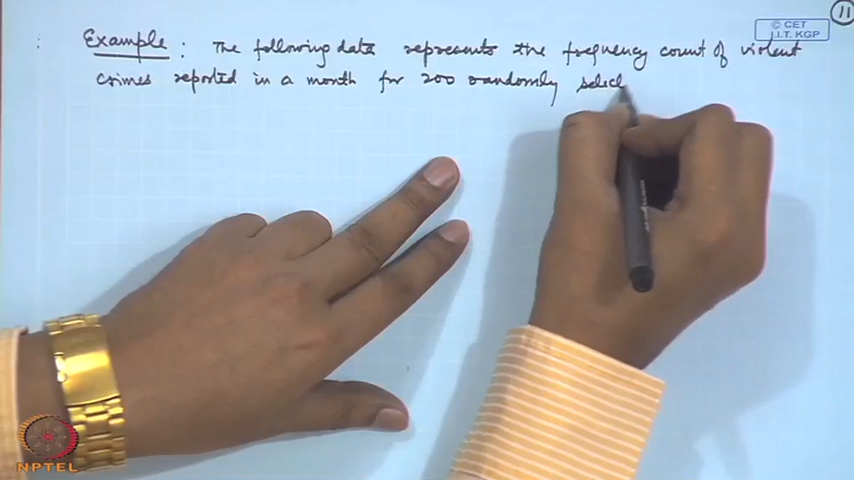 11
© CET
I.I.T. KGP
Example : The following data represents the frequency count of violent
crimes reported in a month for 200 randomly selec
NPTEL